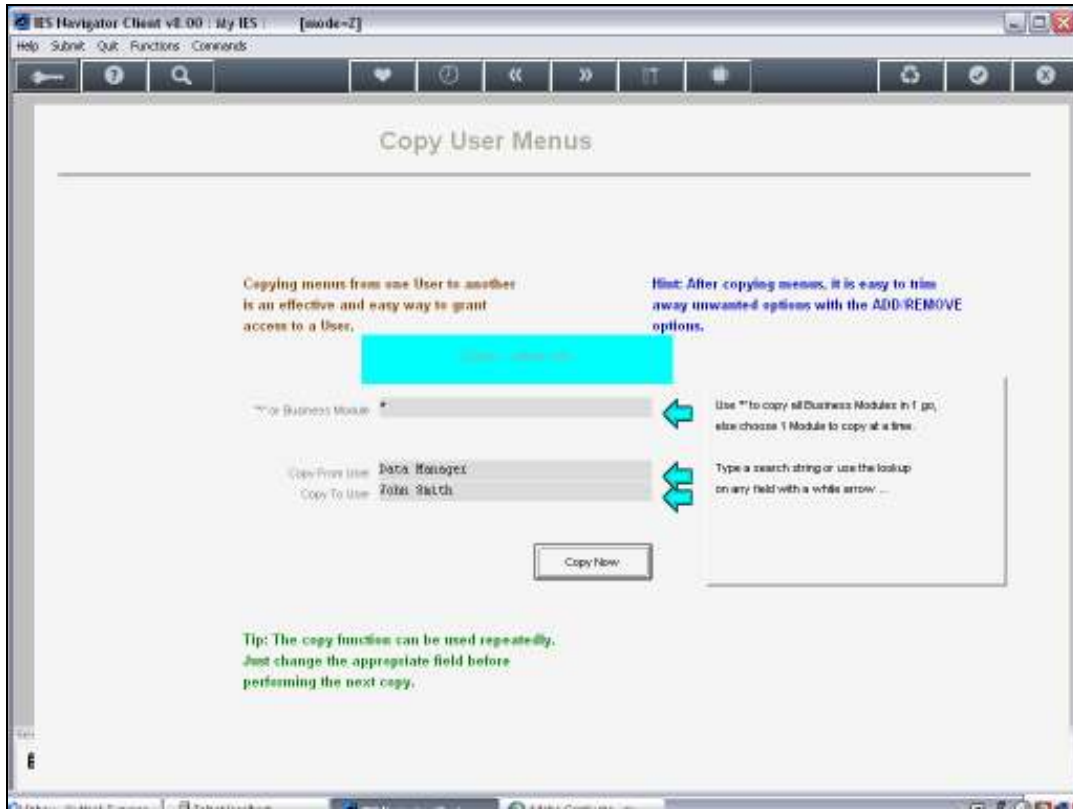 IES Navigator Client v8.00 : My IES : [mode=Z]
Help Submit Quit Functions Commands
Copy User Menus
Copying menus from one User to another
is an effective and easy way to grant
access to a User.
Hint: After copying menus, it is easy to trim
away unwanted options with the ADD/REMOVE
options.
'*' or Business Module *
Use '*' to copy all Business Modules in 1 go,
else choose 1 Module to copy at a time.
Copy From User Data Manager
Copy To User John Smith
Type a search string or use the lookup
on any field with a while arrow ...
Copy Now
Tip: The copy function can be used repeatedly.
Just change the appropriate field before
performing the next copy.